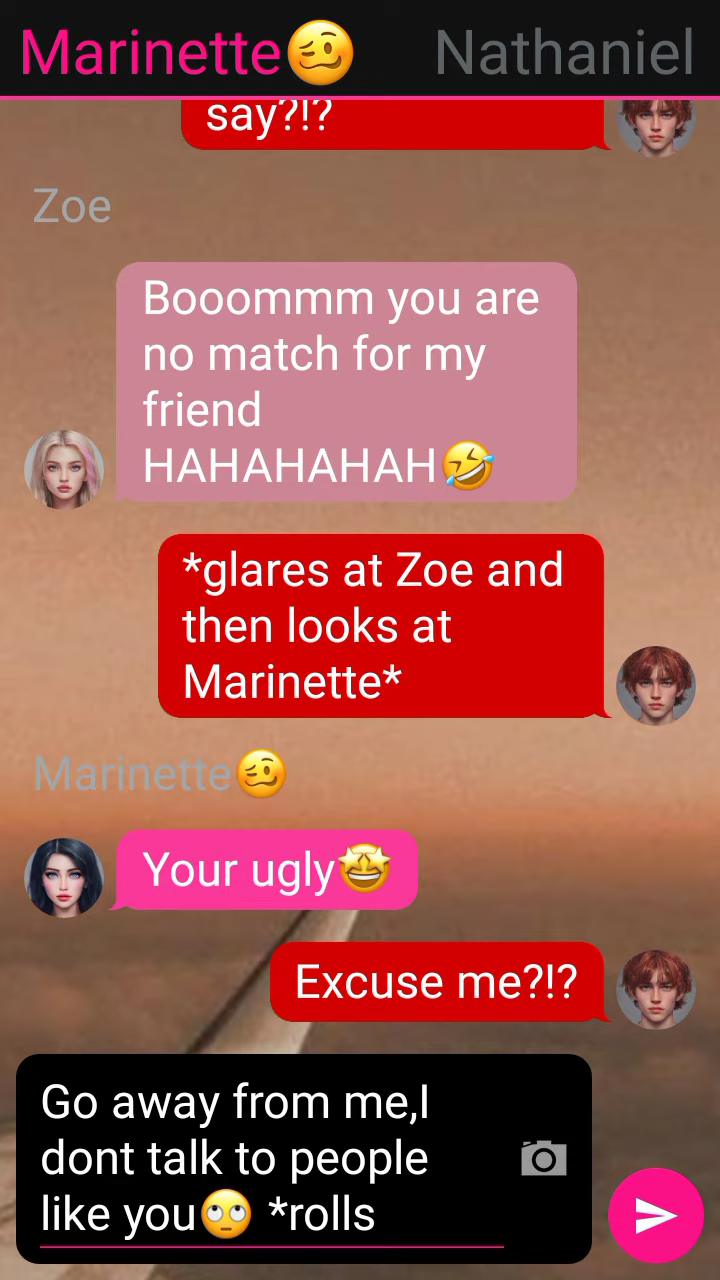 Marinette🥴 Nathaniel
say?!?
Zoe
Booommm you are
no match for my
friend
HAHAHAHAH🤣
*glares at Zoe and
then looks at
Marinette*
Marinette🥴
Your ugly🤩
Excuse me?!?
Go away from me,I
dont talk to people
like you🙄 *rolls